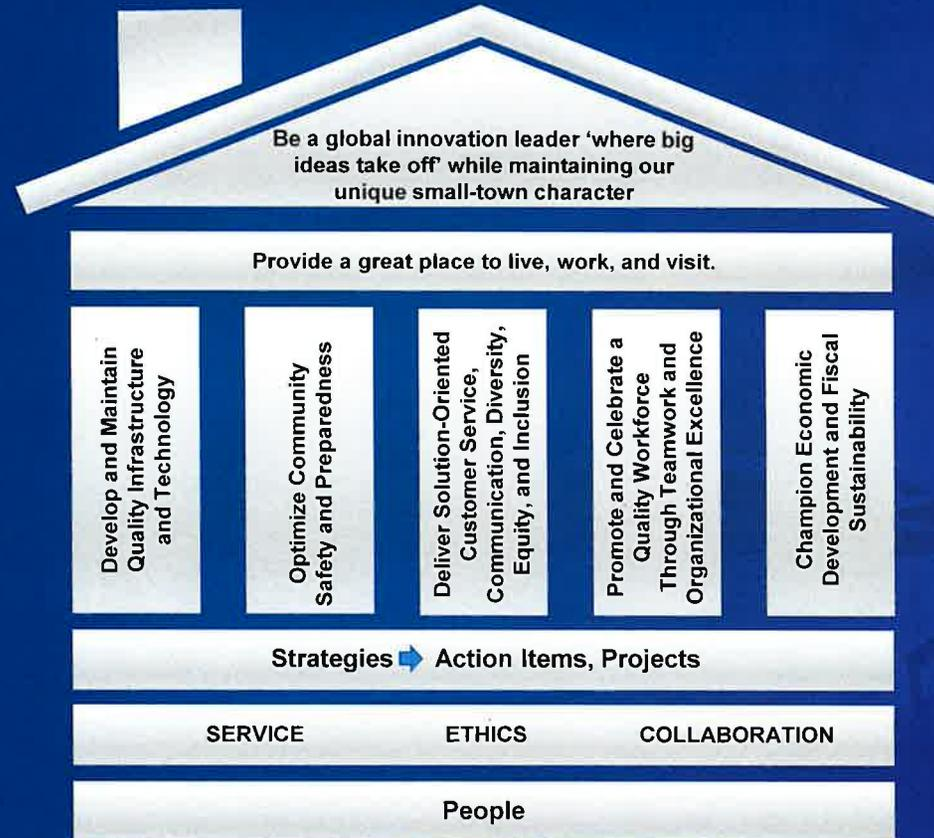 Be a global innovation leader ‘where big
ideas take off’ while maintaining our
unique small-town character
Provide a great place to live, work, and visit.
Develop and Maintain
Quality Infrastructure
and Technology
Optimize Community
Safety and Preparedness
Deliver Solution-Oriented
Customer Service,
Communication, Diversity,
Equity, and Inclusion
Promote and Celebrate a
Quality Workforce
Through Teamwork and
Organizational Excellence
Champion Economic
Development and Fiscal
Sustainability
Strategies ➡ Action Items, Projects
SERVICE ETHICS COLLABORATION
People